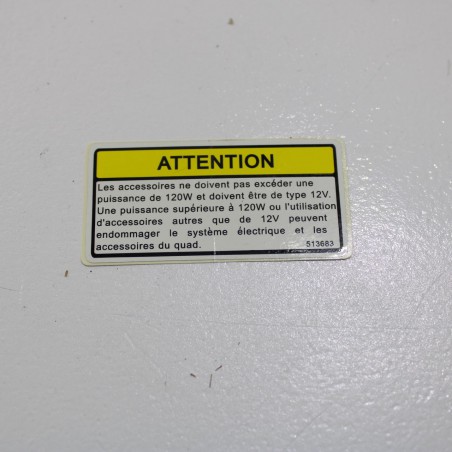 ATTENTION
Les accessoires ne doivent pas excéder une
puissance de 120W et doivent être de type 12V.
Une puissance supérieure à 120W ou l'utilisation
d'accessoires autres que de 12V peuvent
endommager le système électrique et les
accessoires du quad.
513683